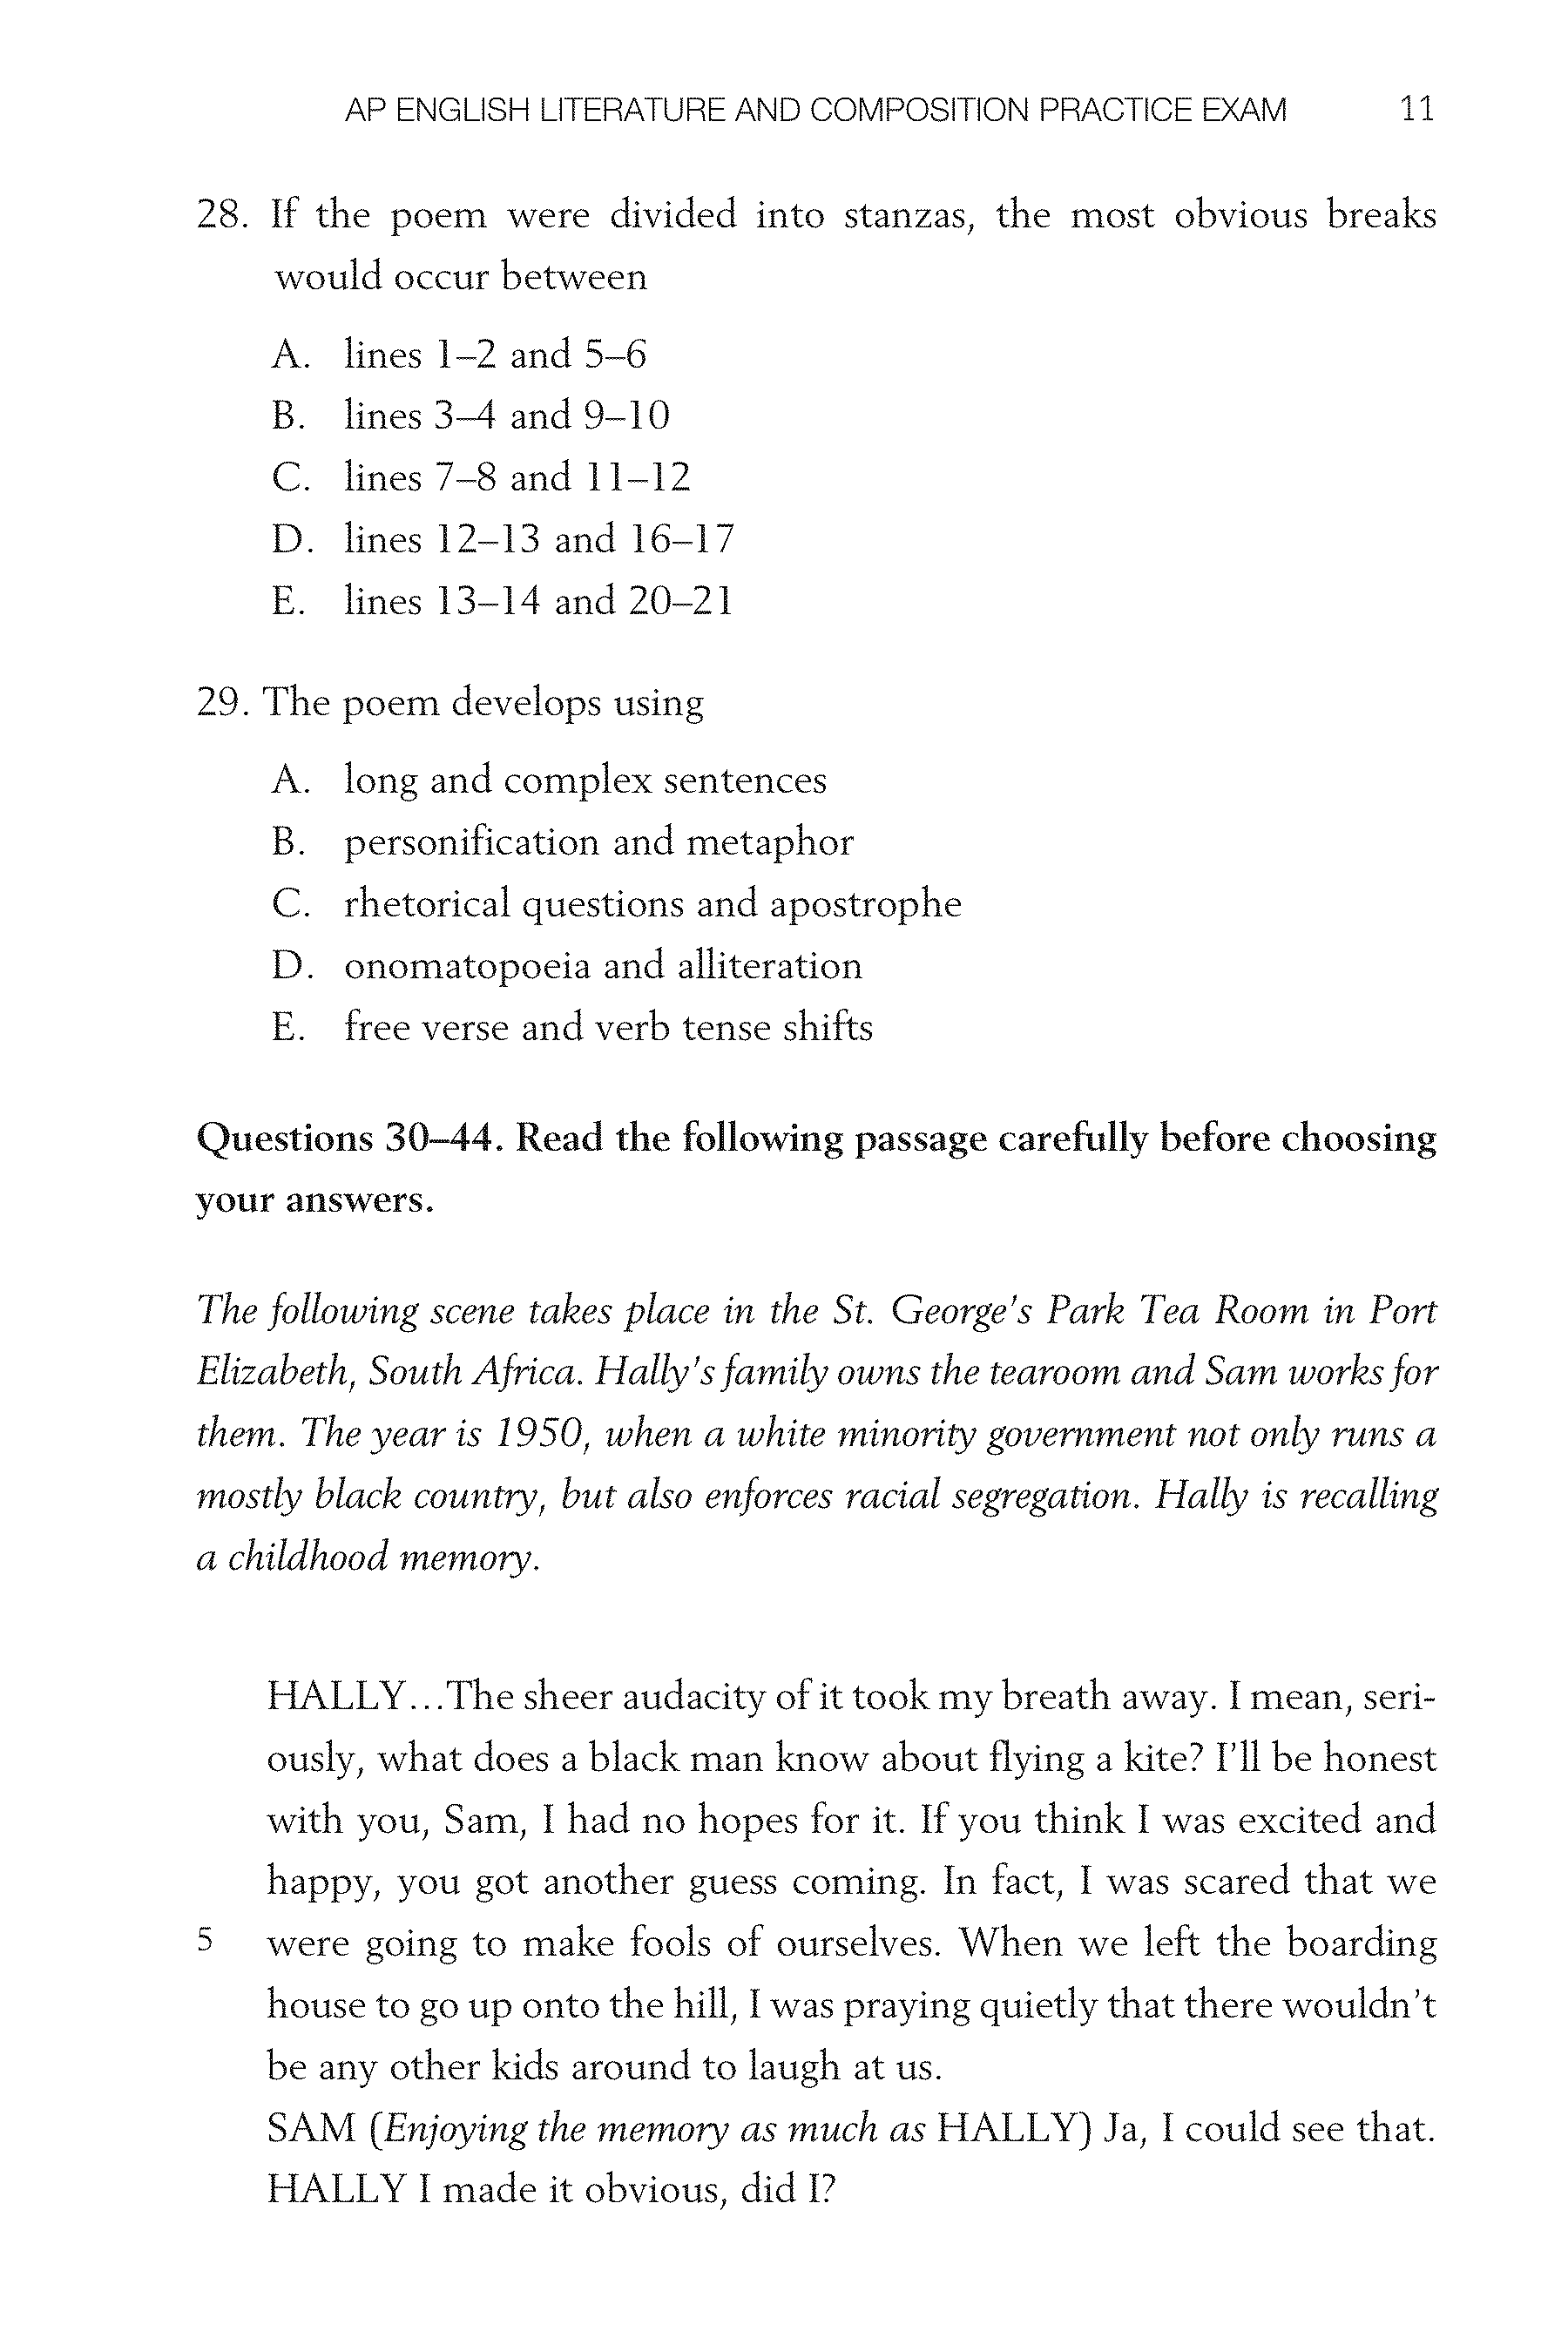 AP ENGLISH LITERATURE AND COMPOSITION PRACTICE EXAM 11
28. If the poem were divided into stanzas, the most obvious breaks
would occur between
A. lines 1–2 and 5–6
B. lines 3–4 and 9–10
C. lines 7–8 and 11–12
D. lines 12–13 and 16–17
E. lines 13–14 and 20–21
29. The poem develops using
A. long and complex sentences
B. personification and metaphor
C. rhetorical questions and apostrophe
D. onomatopoeia and alliteration
E. free verse and verb tense shifts
Questions 30–44. Read the following passage carefully before choosing
your answers.
The following scene takes place in the St. George's Park Tea Room in Port
Elizabeth, South Africa. Hally's family owns the tearoom and Sam works for
them. The year is 1950, when a white minority government not only runs a
mostly black country, but also enforces racial segregation. Hally is recalling
a childhood memory.
HALLY…The sheer audacity of it took my breath away. I mean, seri-
ously, what does a black man know about flying a kite? I'll be honest
with you, Sam, I had no hopes for it. If you think I was excited and
happy, you got another guess coming. In fact, I was scared that we
5 were going to make fools of ourselves. When we left the boarding
house to go up onto the hill, I was praying quietly that there wouldn't
be any other kids around to laugh at us.
SAM (Enjoying the memory as much as HALLY) Ja, I could see that.
HALLY I made it obvious, did I?